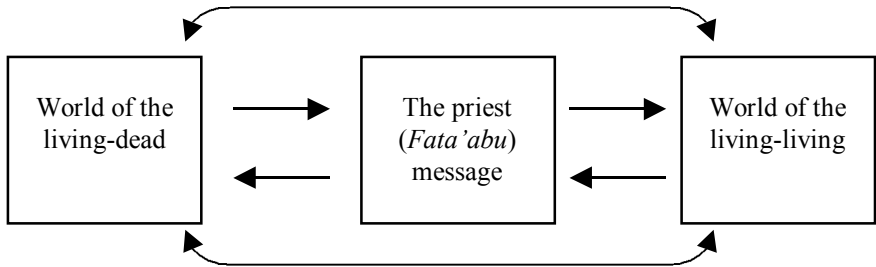 World of the
living-dead
The priest
(Fata’abu)
message
World of the
living-living